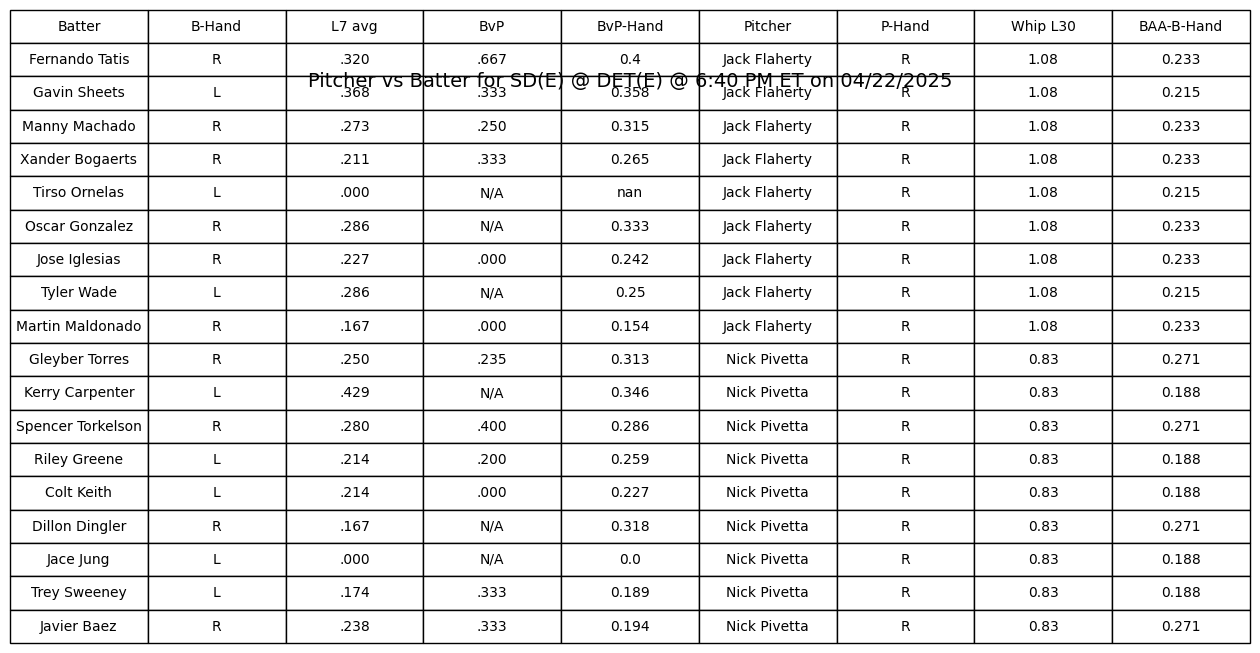 Batter B-Hand L7 avg BvP BvP-Hand Pitcher P-Hand Whip L30 BAA-B-Hand
Fernando Tatis R .320 .667 0.4 Jack Flaherty R 1.08 0.233
Pitcher vs Batter for SD(E) @ DET(E) @ 6:40 PM ET on 04/22/2025
Gavin Sheets L .368 .333 0.358 Jack Flaherty R 1.08 0.215
Manny Machado R .273 .250 0.315 Jack Flaherty R 1.08 0.233
Xander Bogaerts R .211 .333 0.265 Jack Flaherty R 1.08 0.233
Tirso Ornelas L .000 N/A nan Jack Flaherty R 1.08 0.215
Oscar Gonzalez R .286 N/A 0.333 Jack Flaherty R 1.08 0.233
Jose Iglesias R .227 .000 0.242 Jack Flaherty R 1.08 0.233
Tyler Wade L .286 N/A 0.25 Jack Flaherty R 1.08 0.215
Martin Maldonado R .167 .000 0.154 Jack Flaherty R 1.08 0.233
Gleyber Torres R .250 .235 0.313 Nick Pivetta R 0.83 0.271
Kerry Carpenter L .429 N/A 0.346 Nick Pivetta R 0.83 0.188
Spencer Torkelson R .280 .400 0.286 Nick Pivetta R 0.83 0.271
Riley Greene L .214 .200 0.259 Nick Pivetta R 0.83 0.188
Colt Keith L .214 .000 0.227 Nick Pivetta R 0.83 0.188
Dillon Dingler R .167 N/A 0.318 Nick Pivetta R 0.83 0.271
Jace Jung L .000 N/A 0.0 Nick Pivetta R 0.83 0.188
Trey Sweeney L .174 .333 0.189 Nick Pivetta R 0.83 0.188
Javier Baez R .238 .333 0.194 Nick Pivetta R 0.83 0.271